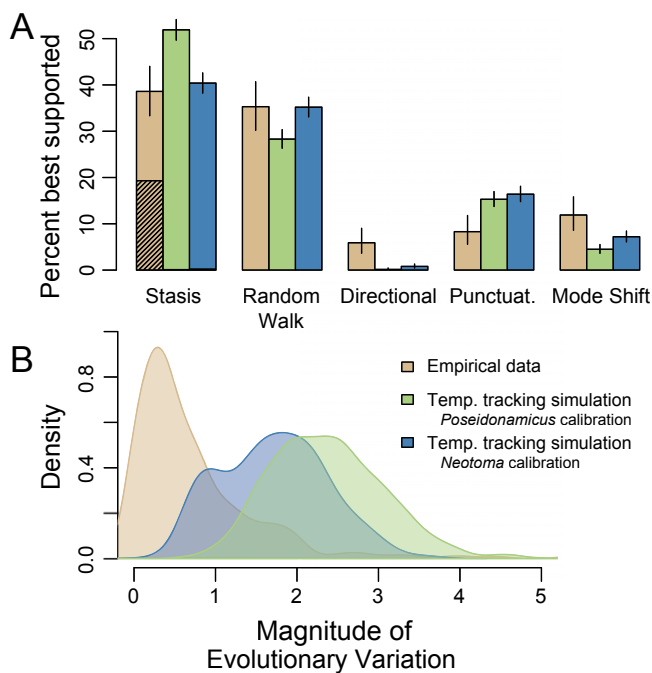 A
Percent best supported
50
40
30
20
10
0
Stasis
Random
Walk
Directional
Punctuat.
Mode Shift
B
Density
0.8
0.4
0.0
Empirical data
Temp. tracking simulation
Poseidonamicus calibration
Temp. tracking simulation
Neotoma calibration
0 1 2 3 4 5
Magnitude of
Evolutionary Variation